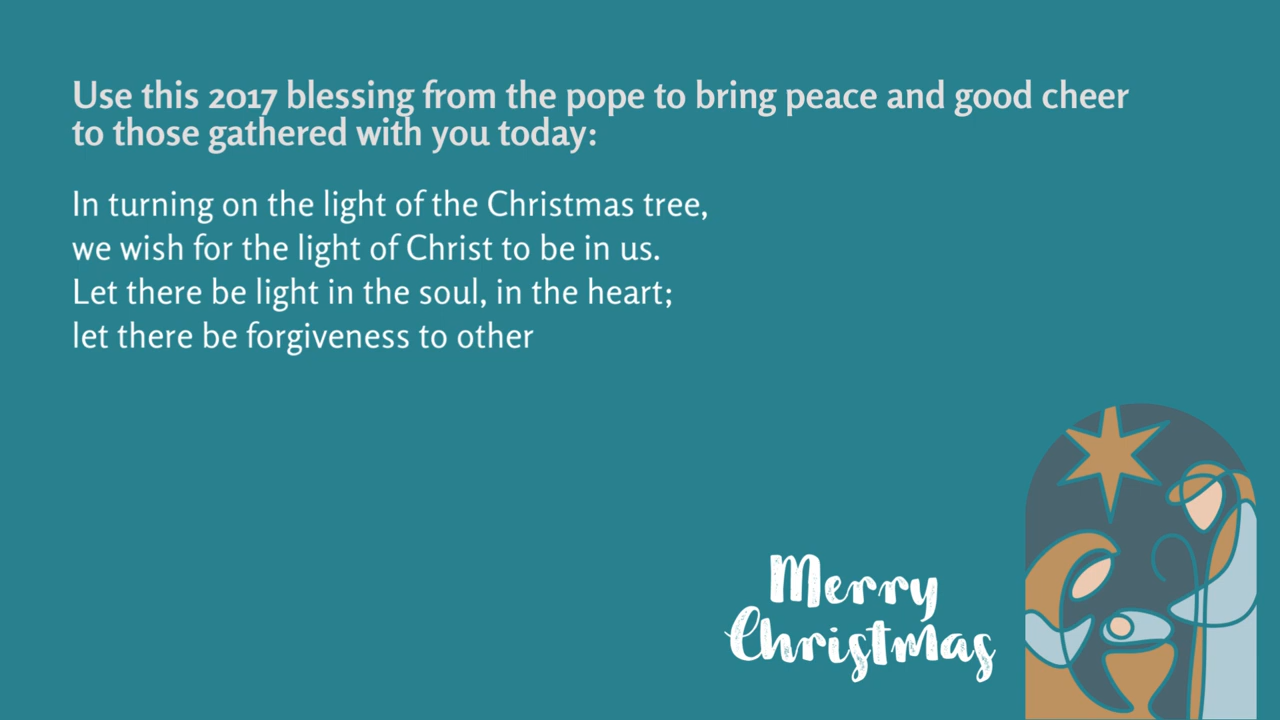 Use this 2017 blessing from the pope to bring peace and good cheer
to those gathered with you today:
In turning on the light of the Christmas tree,
we wish for the light of Christ to be in us.
Let there be light in the soul, in the heart;
let there be forgiveness to other
Merry
Christmas